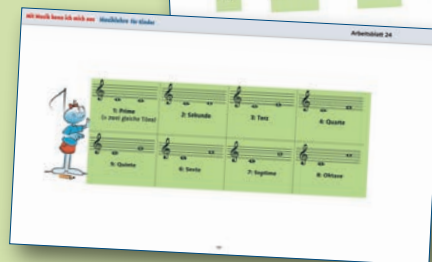 Mit Musik kenn ich mich aus Musiklehre für Kinder
Arbeitsblatt 24
1: Prime
(= zwei gleiche Töne)
2: Sekunde
3: Terz
4: Quarte
5: Quinte
6: Sexte
7: Septime
8: Oktave